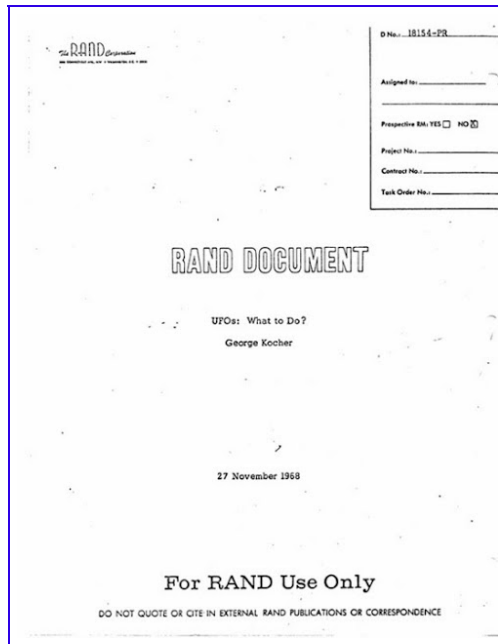 The RAND Corporation
D No.: 18154-PR
Assigned to:
Prospective RM: YES □ NO ☒
Project No.:
Contract No.:
Task Order No.:
RAND DOCUMENT
UFOs: What to Do?
George Kocher
27 November 1968
For RAND Use Only
DO NOT QUOTE OR CITE IN EXTERNAL RAND PUBLICATIONS OR CORRESPONDENCE